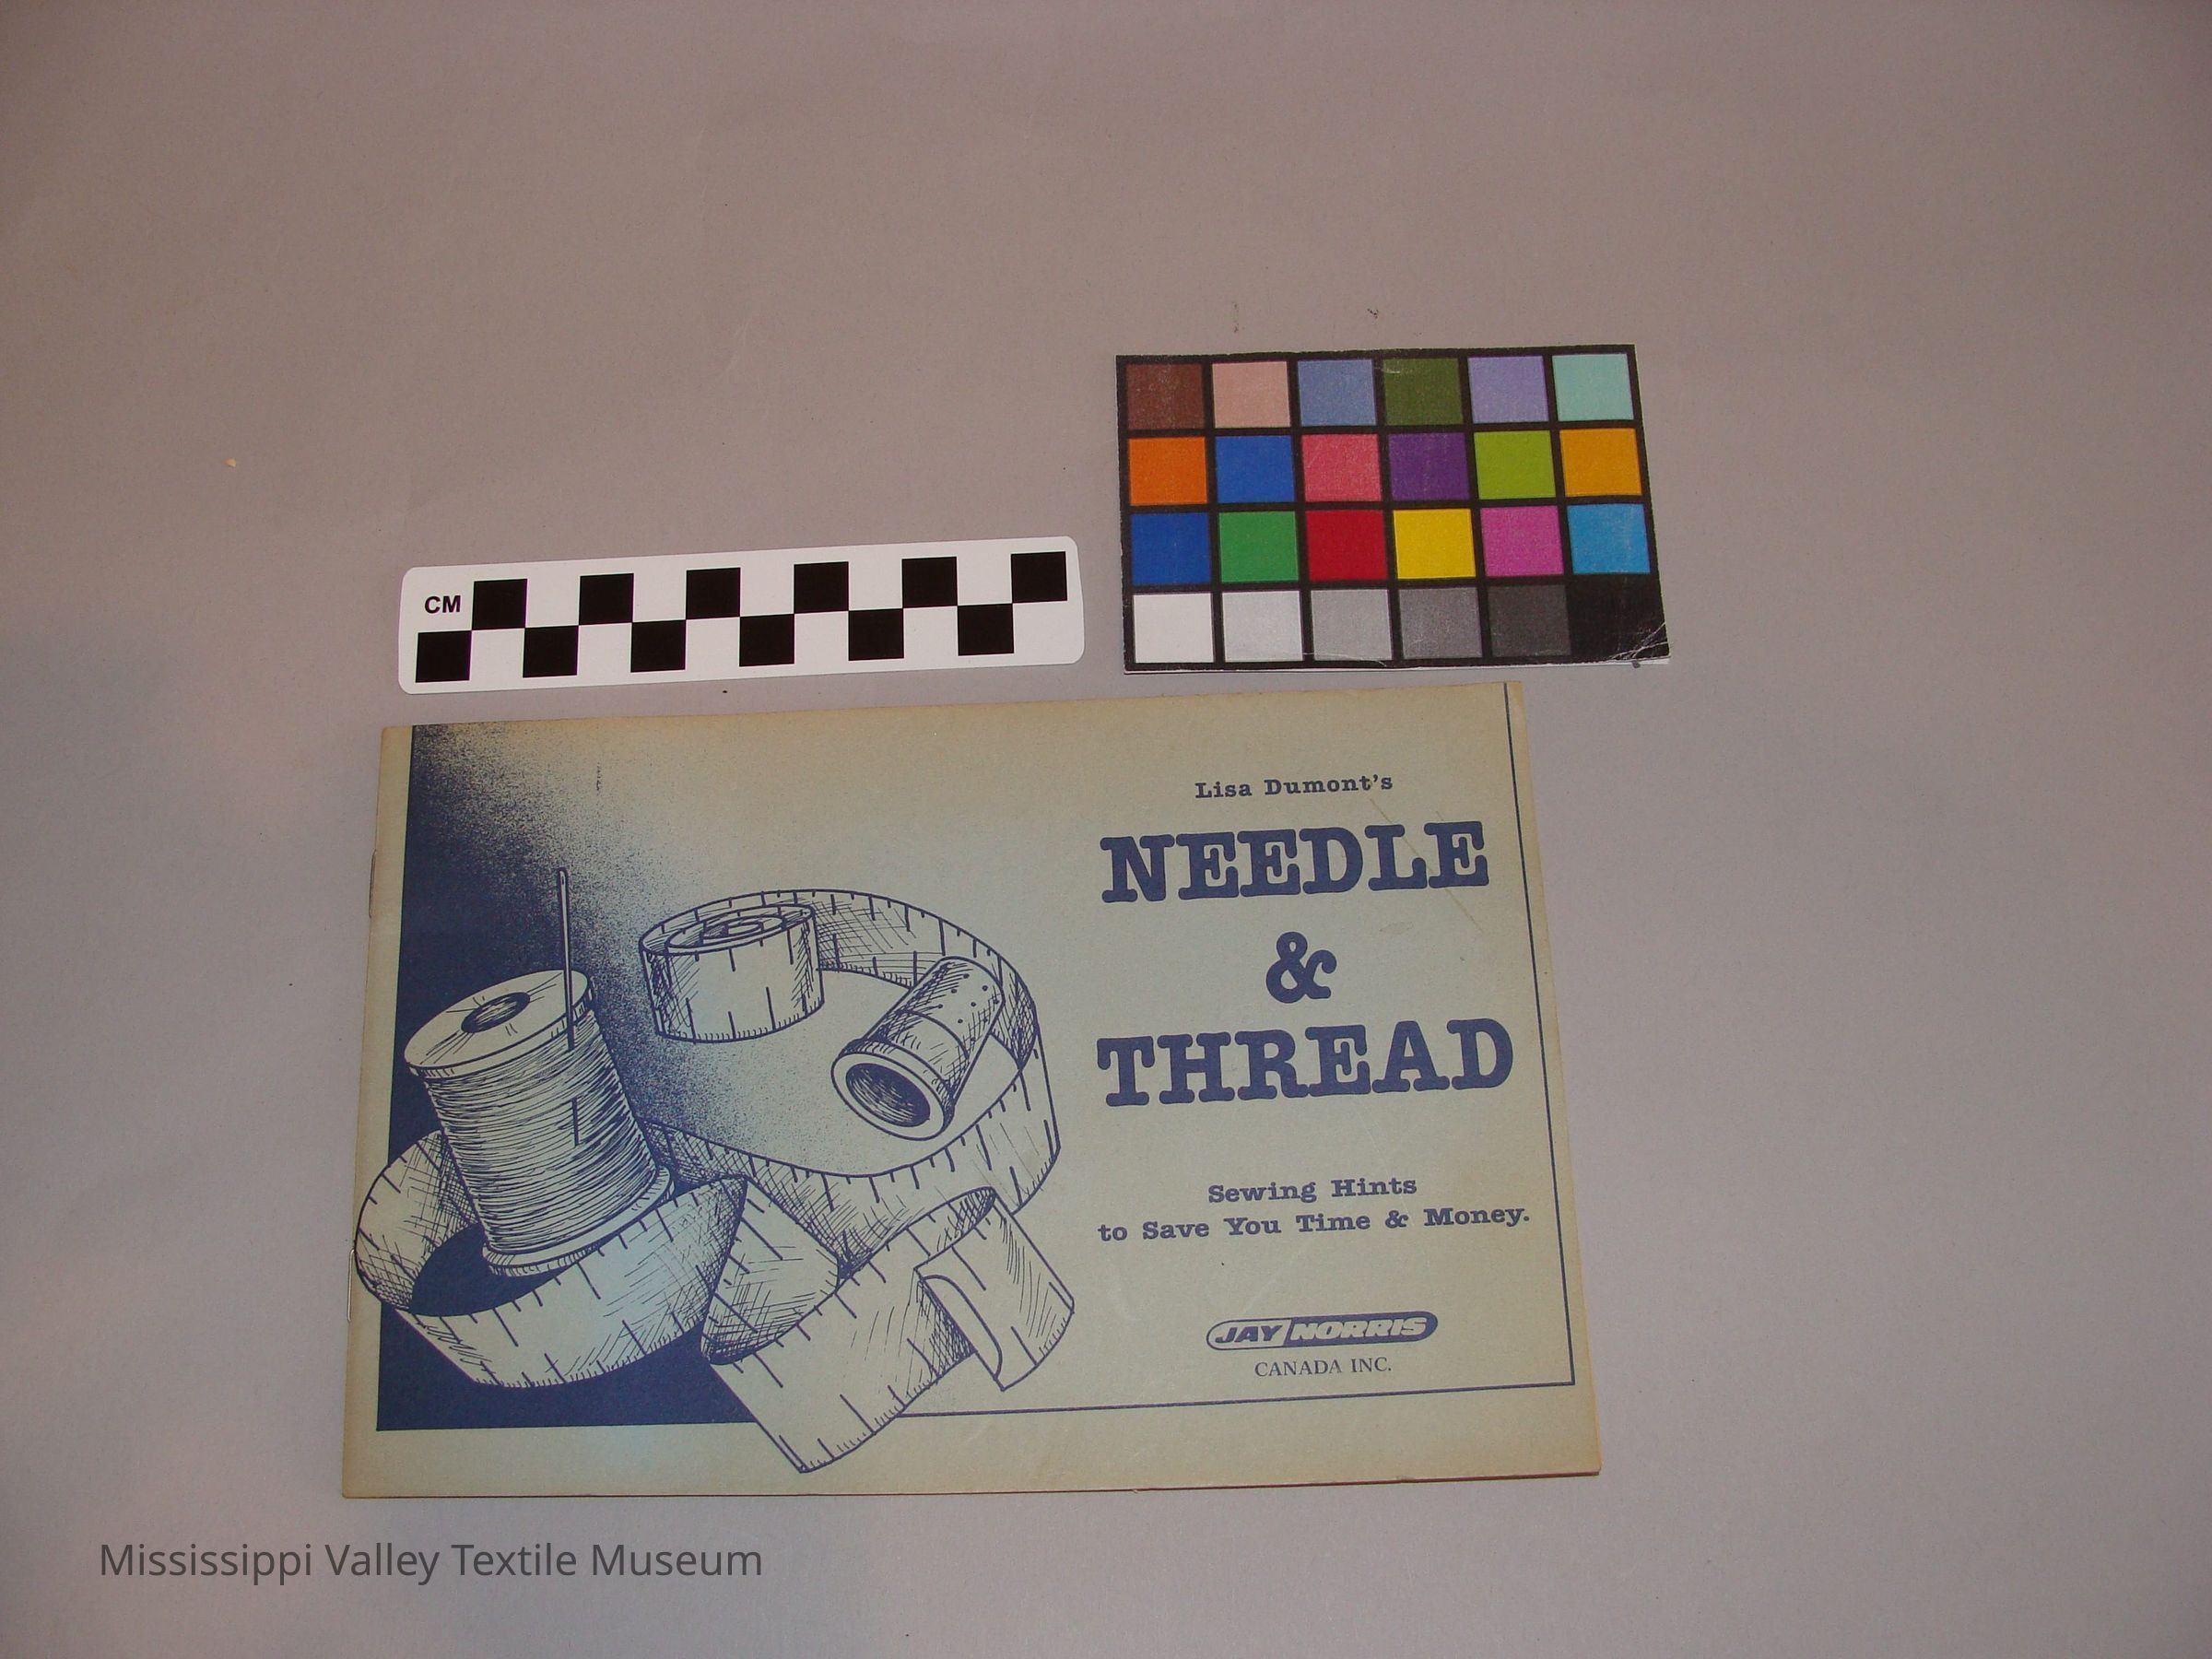 CM
Lisa Dumont's
NEEDLE
&
THREAD
Sewing Hints
to Save You Time & Money.
JAY NORRIS
CANADA INC.
Mississippi Valley Textile Museum